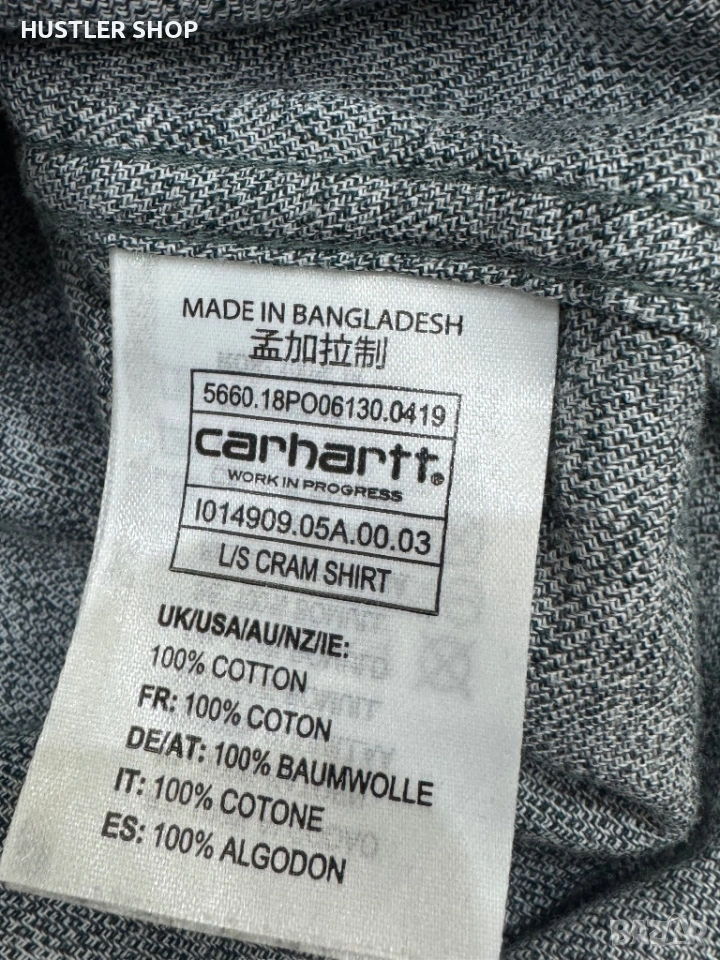 HUSTLER SHOP
MADE IN BANGLADESH
孟加拉制
5660.18PO06130.0419
carhartt®
WORK IN PROGRESS
I014909.05A.00.03
L/S CRAM SHIRT
UK/USA/AU/NZ/IE:
100% COTTON
FR: 100% COTON
DE/AT: 100% BAUMWOLLE
IT: 100% COTONE
ES: 100% ALGODON